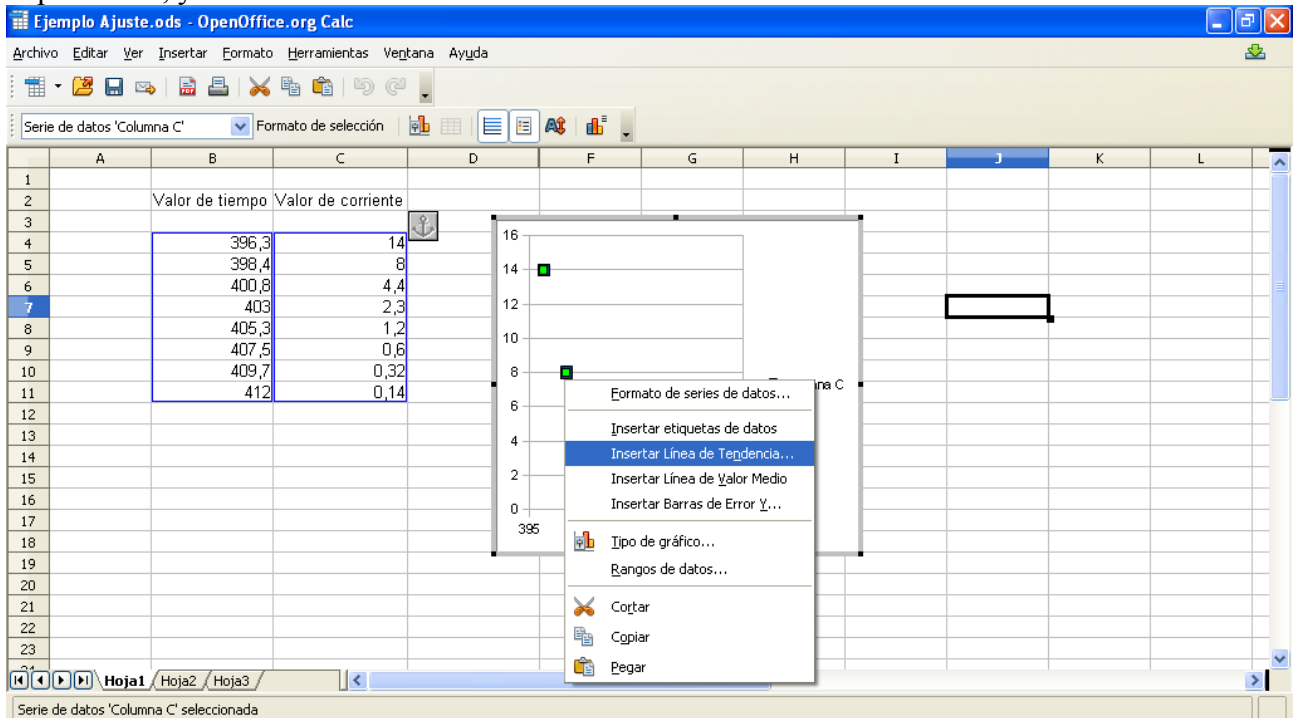 Ejemplo Ajuste.ods - OpenOffice.org Calc
Archivo Editar Ver Insertar Formato Herramientas Ventana Ayuda
Serie de datos 'Columna C' Formato de selección
A B C D F G H I J K L
1
2 Valor de tiempo Valor de corriente
3
4 396,3 14
5 398,4 8
6 400,8 4,4
7 403 2,3
8 405,3 1,2
9 407,5 0,6
10 409,7 0,32
11 412 0,14
12
13
14
15
16
17
18
19
20
21
22
23
16
14
12
10
8
6
4
2
0
395
na C
Formato de series de datos...
Insertar etiquetas de datos
Insertar Línea de Tendencia...
Insertar Línea de Valor Medio
Insertar Barras de Error Y...
Tipo de gráfico...
Rangos de datos...
Cortar
Copiar
Pegar
Hoja1 Hoja2 Hoja3
Serie de datos 'Columna C' seleccionada